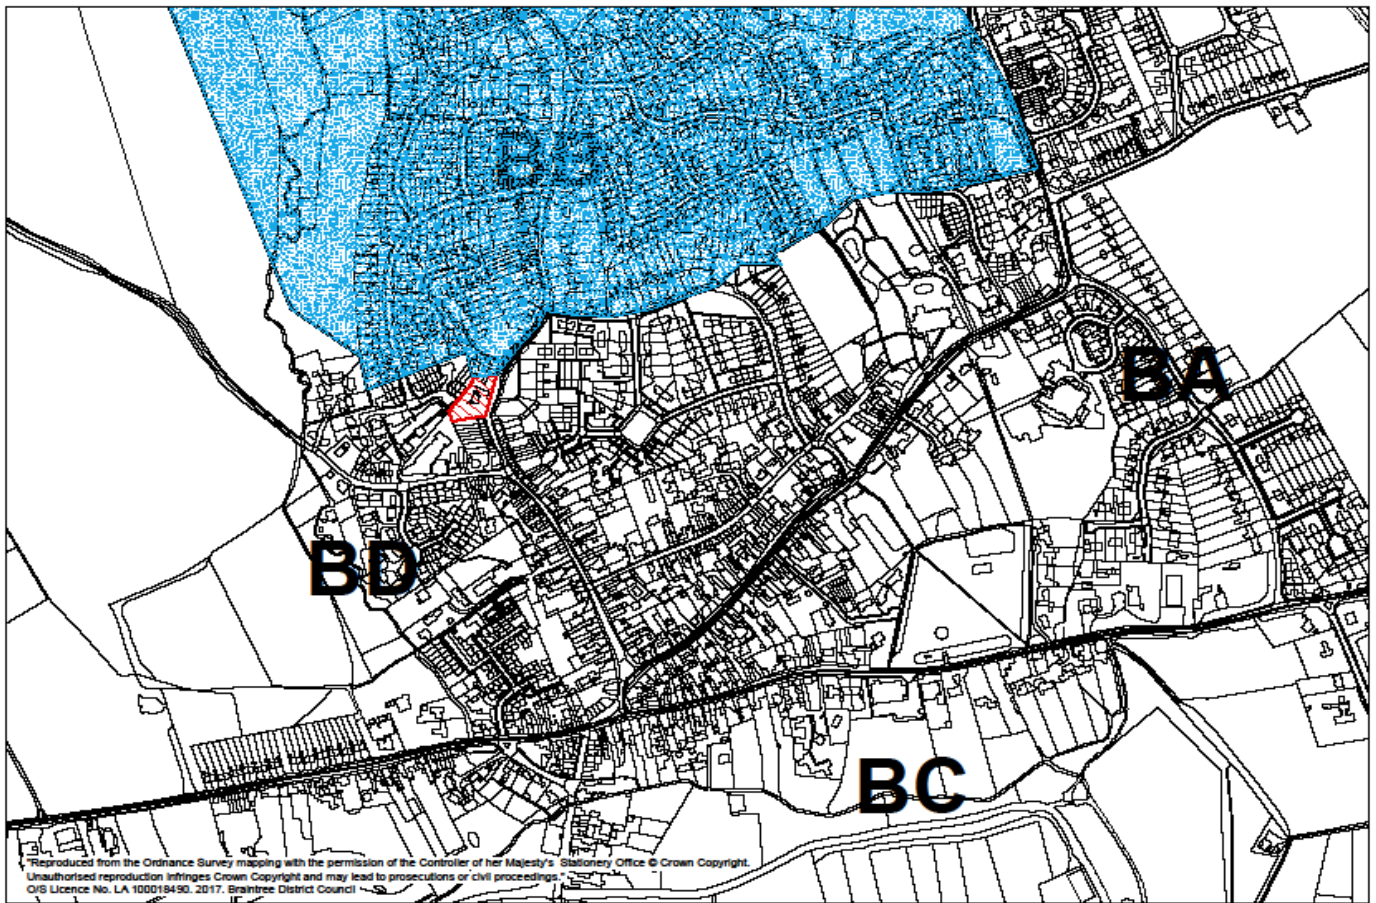 BA
BD
BC
"Reproduced from the Ordnance Survey mapping with the permission of the Controller of her Majesty's Stationery Office © Crown Copyright.
Unauthorised reproduction infringes Crown Copyright and may lead to prosecutions or civil proceedings."
O/S Licence No. LA 100018490. 2017. Braintree District Council